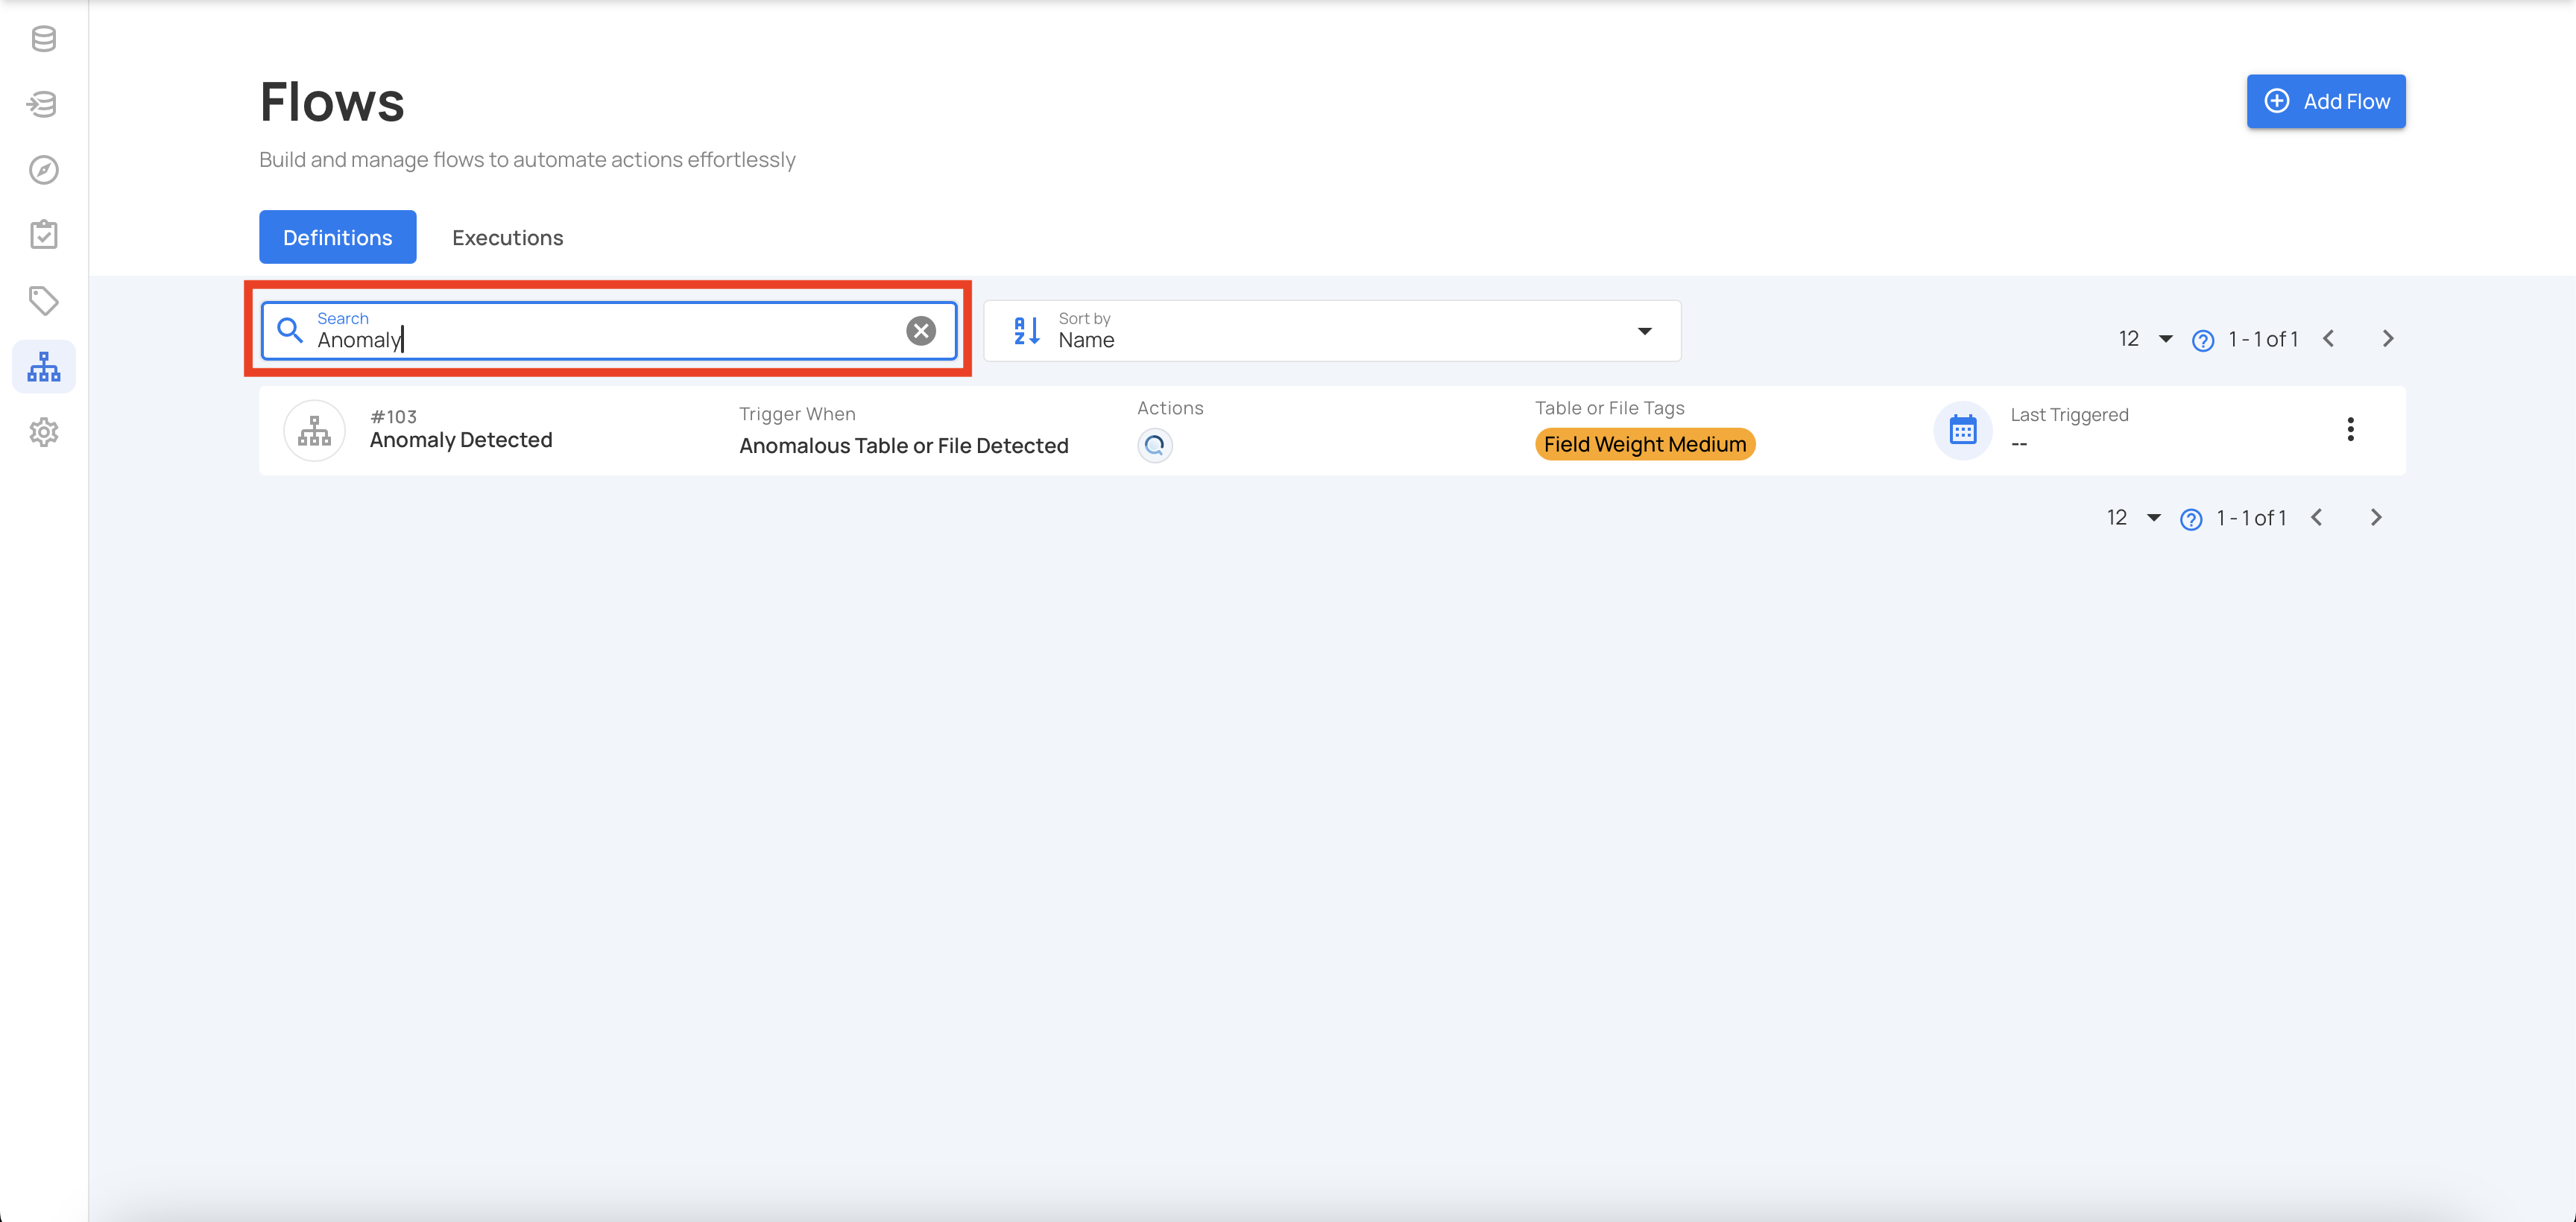 Flows
Add Flow
Build and manage flows to automate actions effortlessly
Definitions
Executions
Search
Anomaly
Sort by
Name
12
1 - 1 of 1
#103
Anomaly Detected
Trigger When
Anomalous Table or File Detected
Actions
Table or File Tags
Field Weight Medium
Last Triggered
--
12
1 - 1 of 1